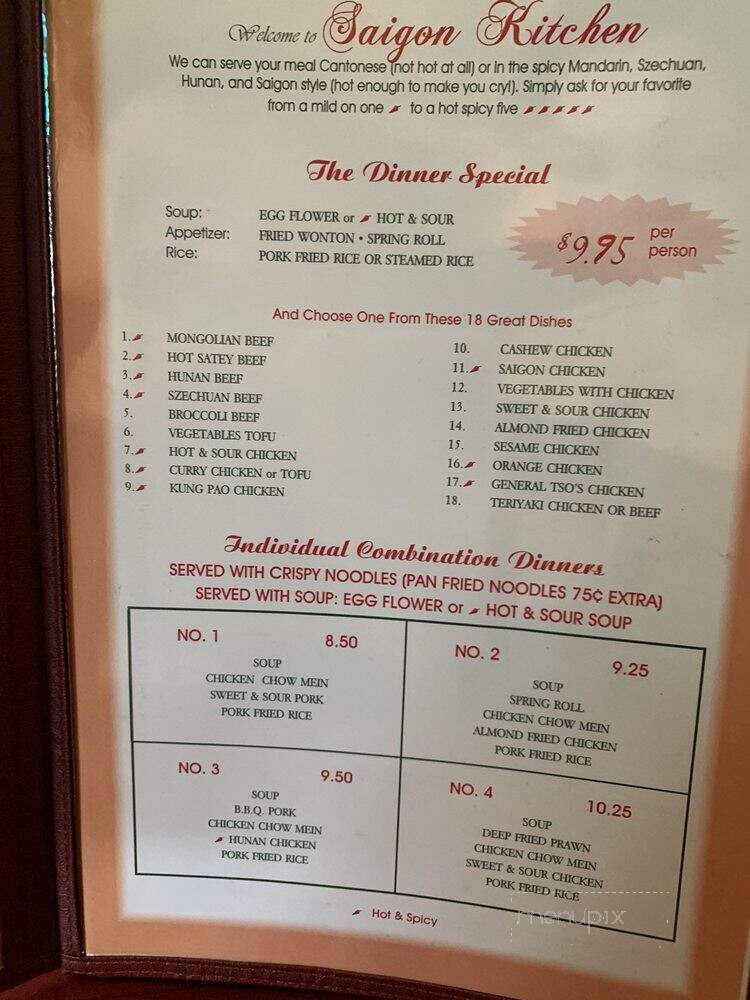 Welcome to Saigon Kitchen
We can serve your meal Cantonese (not hot at all) or in the spicy Mandarin, Szechuan,
Hunan, and Saigon style (hot enough to make you cry!). Simply ask for your favorite
from a mild on one to a hot spicy five
The Dinner Special
Soup: EGG FLOWER or HOT & SOUR
Appetizer: FRIED WONTON • SPRING ROLL
Rice: PORK FRIED RICE OR STEAMED RICE
$9.95 per person
And Choose One From These 18 Great Dishes
1. MONGOLIAN BEEF
2. HOT SATEY BEEF
3. HUNAN BEEF
4. SZECHUAN BEEF
5. BROCCOLI BEEF
6. VEGETABLES TOFU
7. HOT & SOUR CHICKEN
8. CURRY CHICKEN or TOFU
9. KUNG PAO CHICKEN
10. CASHEW CHICKEN
11. SAIGON CHICKEN
12. VEGETABLES WITH CHICKEN
13. SWEET & SOUR CHICKEN
14. ALMOND FRIED CHICKEN
15. SESAME CHICKEN
16. ORANGE CHICKEN
17. GENERAL TSO'S CHICKEN
18. TERIYAKI CHICKEN OR BEEF
Individual Combination Dinners
SERVED WITH CRISPY NOODLES (PAN FRIED NOODLES 75¢ EXTRA)
SERVED WITH SOUP: EGG FLOWER or HOT & SOUR SOUP
NO. 1 8.50
SOUP
CHICKEN CHOW MEIN
SWEET & SOUR PORK
PORK FRIED RICE
NO. 2 9.25
SOUP
SPRING ROLL
CHICKEN CHOW MEIN
ALMOND FRIED CHICKEN
PORK FRIED RICE
NO. 3 9.50
SOUP
B.B.Q. PORK
CHICKEN CHOW MEIN
HUNAN CHICKEN
PORK FRIED RICE
NO. 4 10.25
SOUP
DEEP FRIED PRAWN
CHICKEN CHOW MEIN
SWEET & SOUR CHICKEN
PORK FRIED RICE
Hot & Spicy
menupix